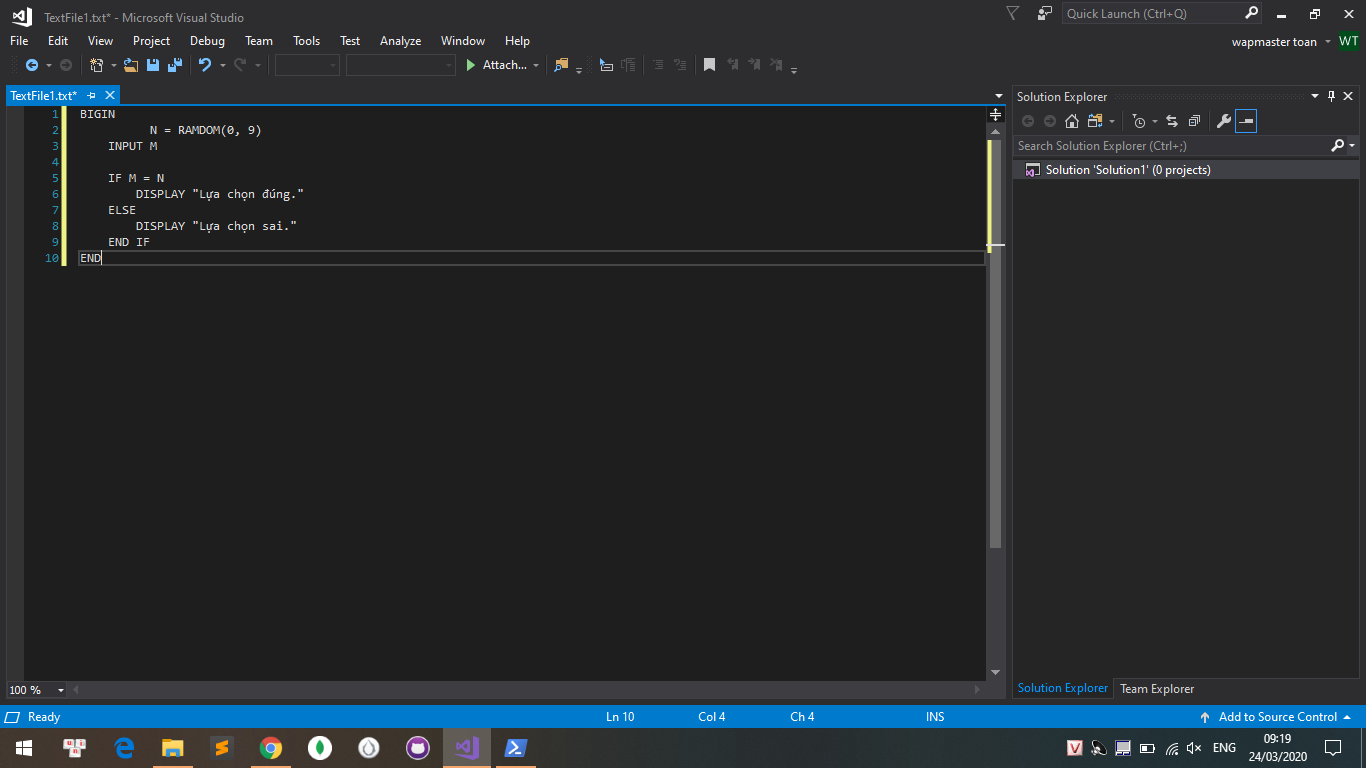 TextFile1.txt* - Microsoft Visual Studio
Quick Launch (Ctrl+Q)
File Edit View Project Debug Team Tools Test Analyze Window Help
wapmaster toan WT
Attach...
TextFile1.txt*
1 BIGIN
2 N = RAMDOM(0, 9)
3 INPUT M
4
5 IF M = N
6 DISPLAY "Lựa chọn đúng."
7 ELSE
8 DISPLAY "Lựa chọn sai."
9 END IF
10 END
Solution Explorer
Search Solution Explorer (Ctrl+;)
Solution 'Solution1' (0 projects)
100 %
Solution Explorer Team Explorer
Ready Ln 10 Col 4 Ch 4 INS Add to Source Control
ENG
09:19
24/03/2020